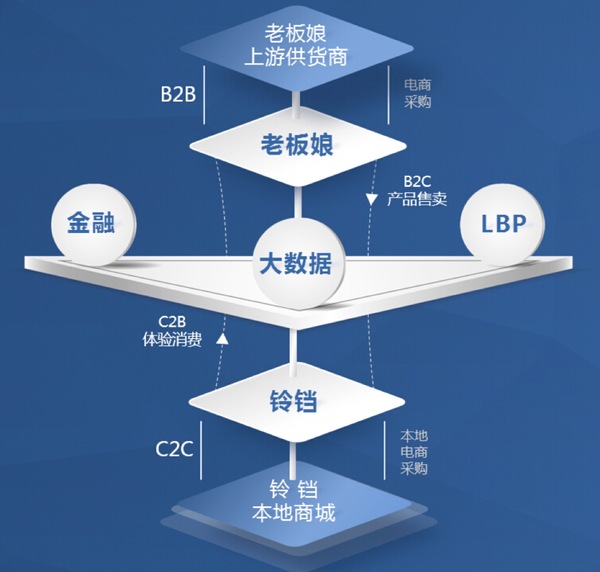 老板娘
上游供货商
B2B
电商
采购
老板娘
B2C
产品售卖
金融
LBP
大数据
C2B
体验消费
铃铛
C2C
本地
电商
采购
铃 铛
本地商城